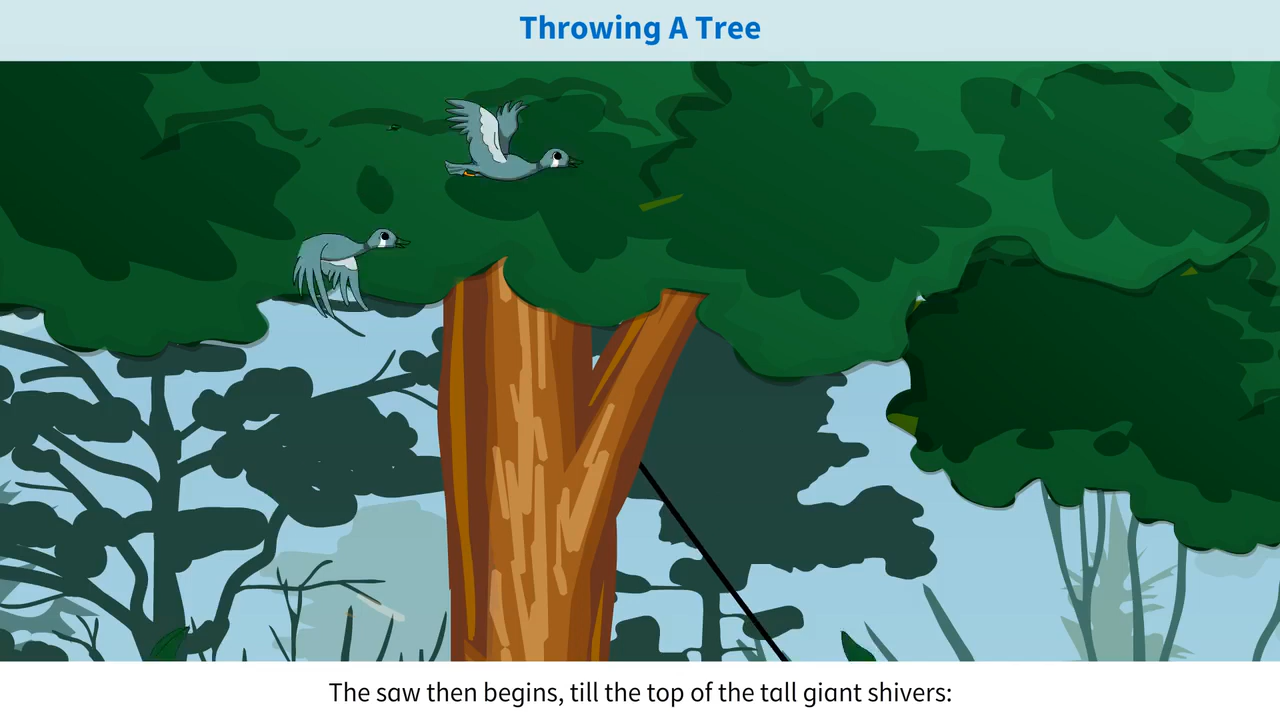 Throwing A Tree
The saw then begins, till the top of the tall giant shivers: